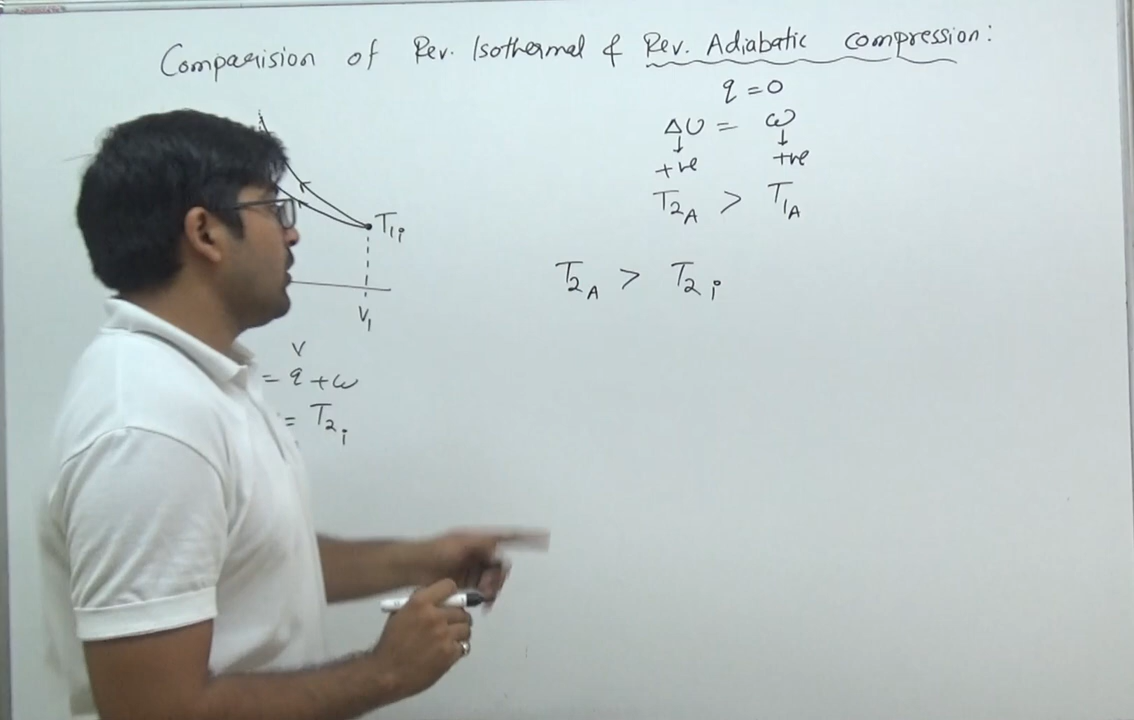 Comparision of Rev. Isothermal & Rev. Adiabatic compression:
q = 0
ΔU = ω
↓ ↓
+ve +ve
T₂A > T₁A
T₂A > T₂i
T₁i
V₁
V
= q + ω
= T₂i